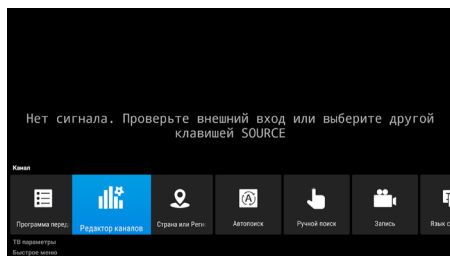 Нет сигнала. Проверьте внешний вход или выберите другой
клавишей SOURCE
Канал
Программа перед
Редактор каналов
Страна или Реги
Автопоиск
Ручной поиск
Запись
Язык с
ТВ параметры
Быстрое меню